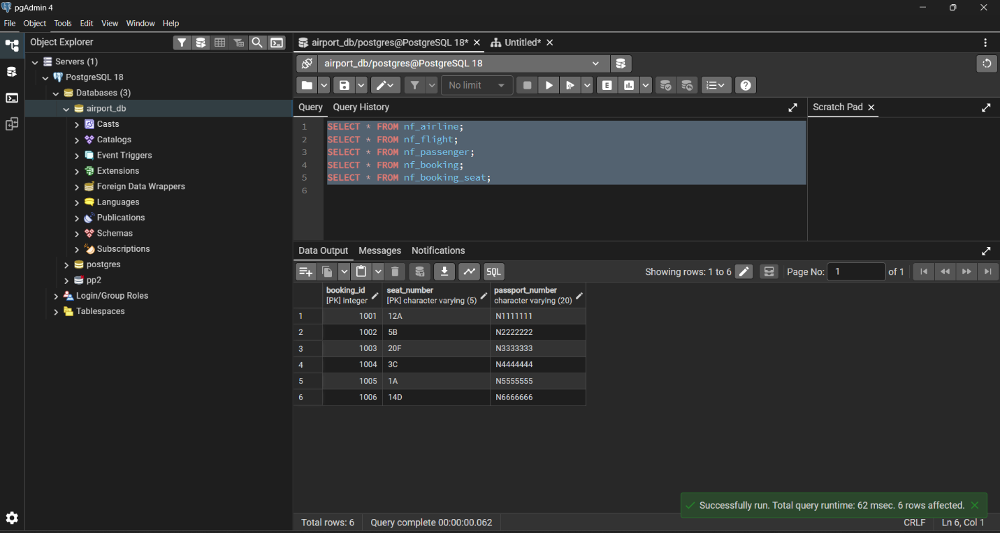 pgAdmin 4
File Object Tools Edit View Window Help
Object Explorer
Servers (1)
PostgreSQL 18
Databases (3)
airport_db
Casts
Catalogs
Event Triggers
Extensions
Foreign Data Wrappers
Languages
Publications
Schemas
Subscriptions
postgres
pp2
Login/Group Roles
Tablespaces
airport_db/postgres@PostgreSQL 18* Untitled*
airport_db/postgres@PostgreSQL 18
No limit E
Query Query History Scratch Pad
1 SELECT * FROM nf_airline;
2 SELECT * FROM nf_flight;
3 SELECT * FROM nf_passenger;
4 SELECT * FROM nf_booking;
5 SELECT * FROM nf_booking_seat;
6
Data Output Messages Notifications
SQL Showing rows: 1 to 6 Page No: 1 of 1
booking_id seat_number passport_number
[PK] integer [PK] character varying (5) character varying (20)
1 1001 12A N1111111
2 1002 5B N2222222
3 1003 20F N3333333
4 1004 3C N4444444
5 1005 1A N5555555
6 1006 14D N6666666
Successfully run. Total query runtime: 62 msec. 6 rows affected.
Total rows: 6 Query complete 00:00:00.062 CRLF Ln 6, Col 1